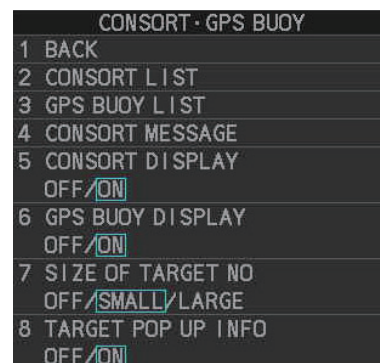 CONSORT·GPS BUOY
1 BACK
2 CONSORT LIST
3 GPS BUOY LIST
4 CONSORT MESSAGE
5 CONSORT DISPLAY
OFF/ON
6 GPS BUOY DISPLAY
OFF/ON
7 SIZE OF TARGET NO
OFF/SMALL/LARGE
8 TARGET POP UP INFO
OFF/ON